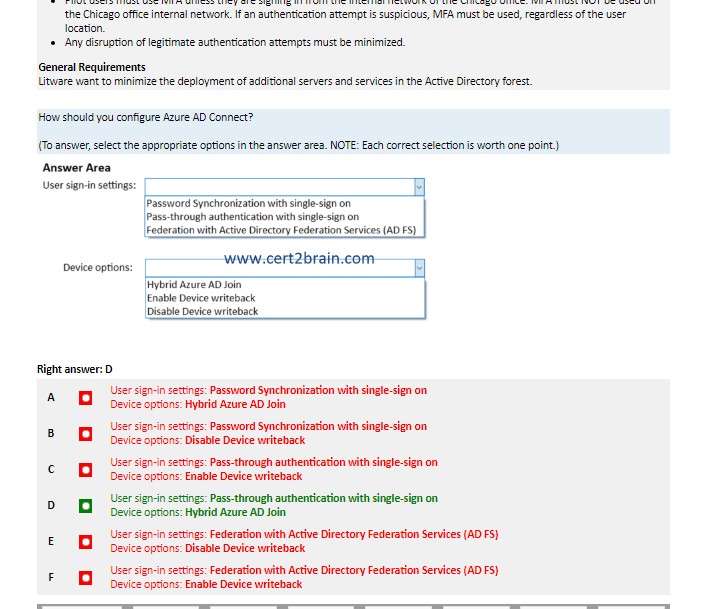 Pilot users must use MFA unless they are signing in from the internal network of the Chicago office. MFA must NOT be used on
the Chicago office internal network. If an authentication attempt is suspicious, MFA must be used, regardless of the user
location.
• Any disruption of legitimate authentication attempts must be minimized.
General Requirements
Litware want to minimize the deployment of additional servers and services in the Active Directory forest.
How should you configure Azure AD Connect?
(To answer, select the appropriate options in the answer area. NOTE: Each correct selection is worth one point.)
Answer Area
User sign-in settings:
Password Synchronization with single-sign on
Pass-through authentication with single-sign on
Federation with Active Directory Federation Services (AD FS)
www.cert2brain.com
Device options:
Hybrid Azure AD Join
Enable Device writeback
Disable Device writeback
Right answer: D
A
User sign-in settings: Password Synchronization with single-sign on
Device options: Hybrid Azure AD Join
B
User sign-in settings: Password Synchronization with single-sign on
Device options: Disable Device writeback
C
User sign-in settings: Pass-through authentication with single-sign on
Device options: Enable Device writeback
D
User sign-in settings: Pass-through authentication with single-sign on
Device options: Hybrid Azure AD Join
E
User sign-in settings: Federation with Active Directory Federation Services (AD FS)
Device options: Disable Device writeback
F
User sign-in settings: Federation with Active Directory Federation Services (AD FS)
Device options: Enable Device writeback